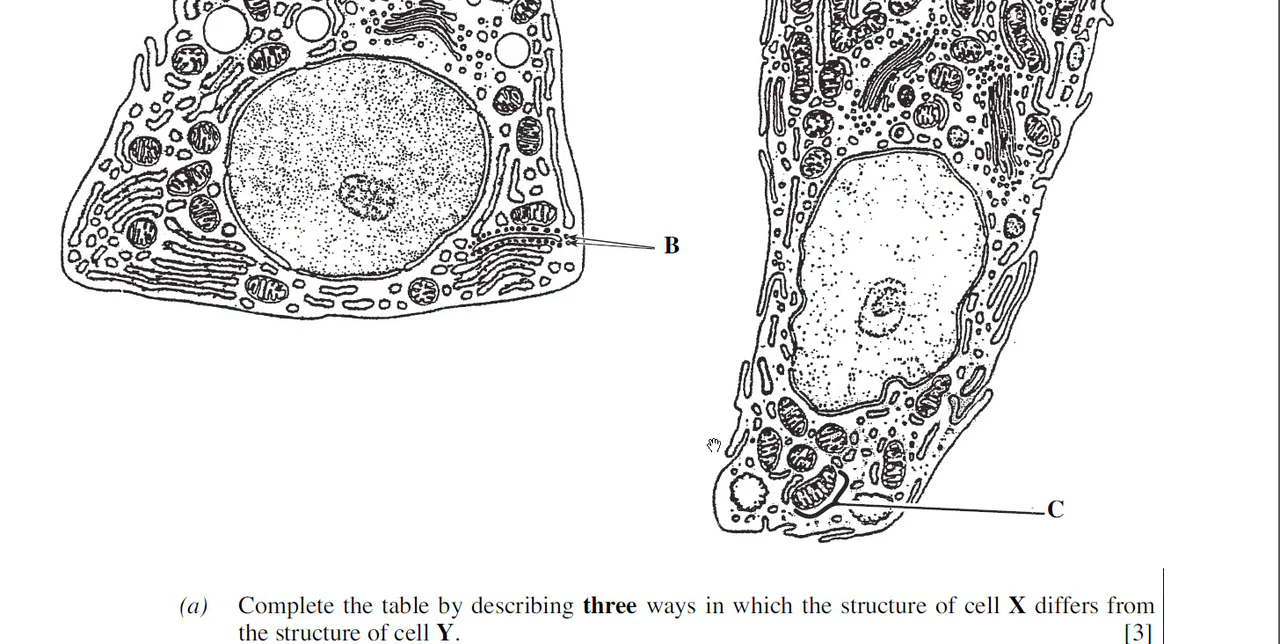 B
C
(a) Complete the table by describing three ways in which the structure of cell X differs from
the structure of cell Y. [3]